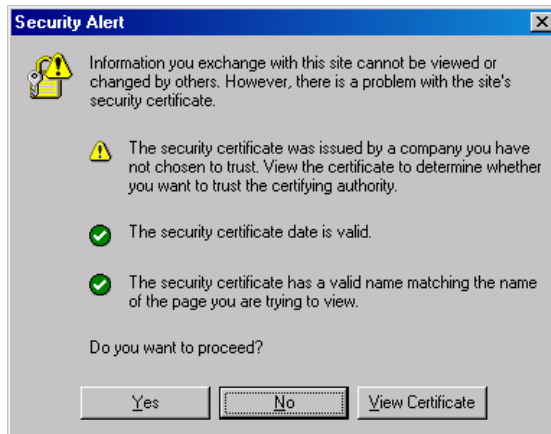 Security Alert
Information you exchange with this site cannot be viewed or
changed by others. However, there is a problem with the site's
security certificate.
The security certificate was issued by a company you have
not chosen to trust. View the certificate to determine whether
you want to trust the certifying authority.
The security certificate date is valid.
The security certificate has a valid name matching the name
of the page you are trying to view.
Do you want to proceed?
Yes No View Certificate